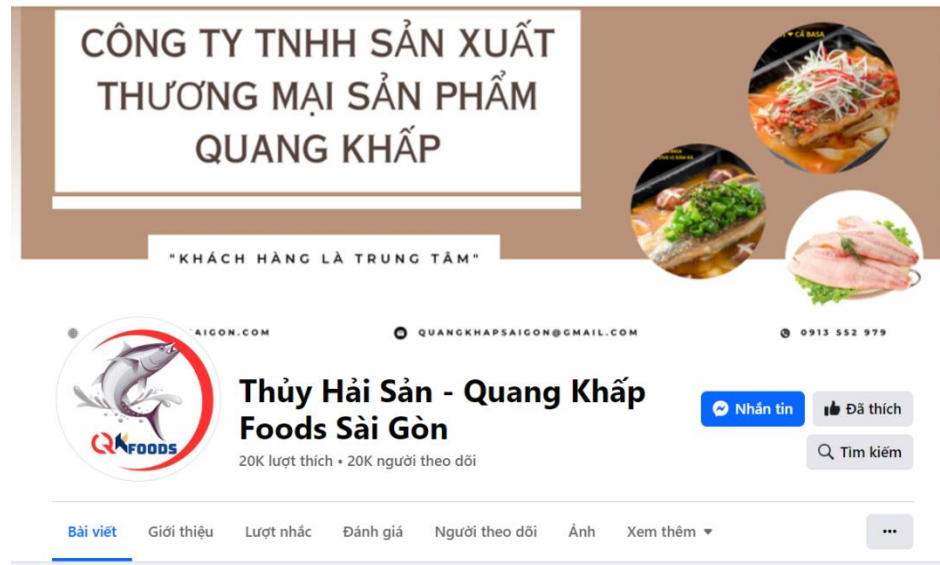 CÔNG TY TNHH SẢN XUẤT
THƯƠNG MẠI SẢN PHẨM
QUANG KHẤP
CÁ BASA
"KHÁCH HÀNG LÀ TRUNG TÂM"
AIGON.COM
QUANGKHAPSAIGON@GMAIL.COM
0913 552 979
QKFOODS
Thủy Hải Sản - Quang Khấp
Foods Sài Gòn
20K lượt thích • 20K người theo dõi
Nhắn tin
Đã thích
Tìm kiếm
Bài viết
Giới thiệu
Lượt nhắc
Đánh giá
Người theo dõi
Ảnh
Xem thêm